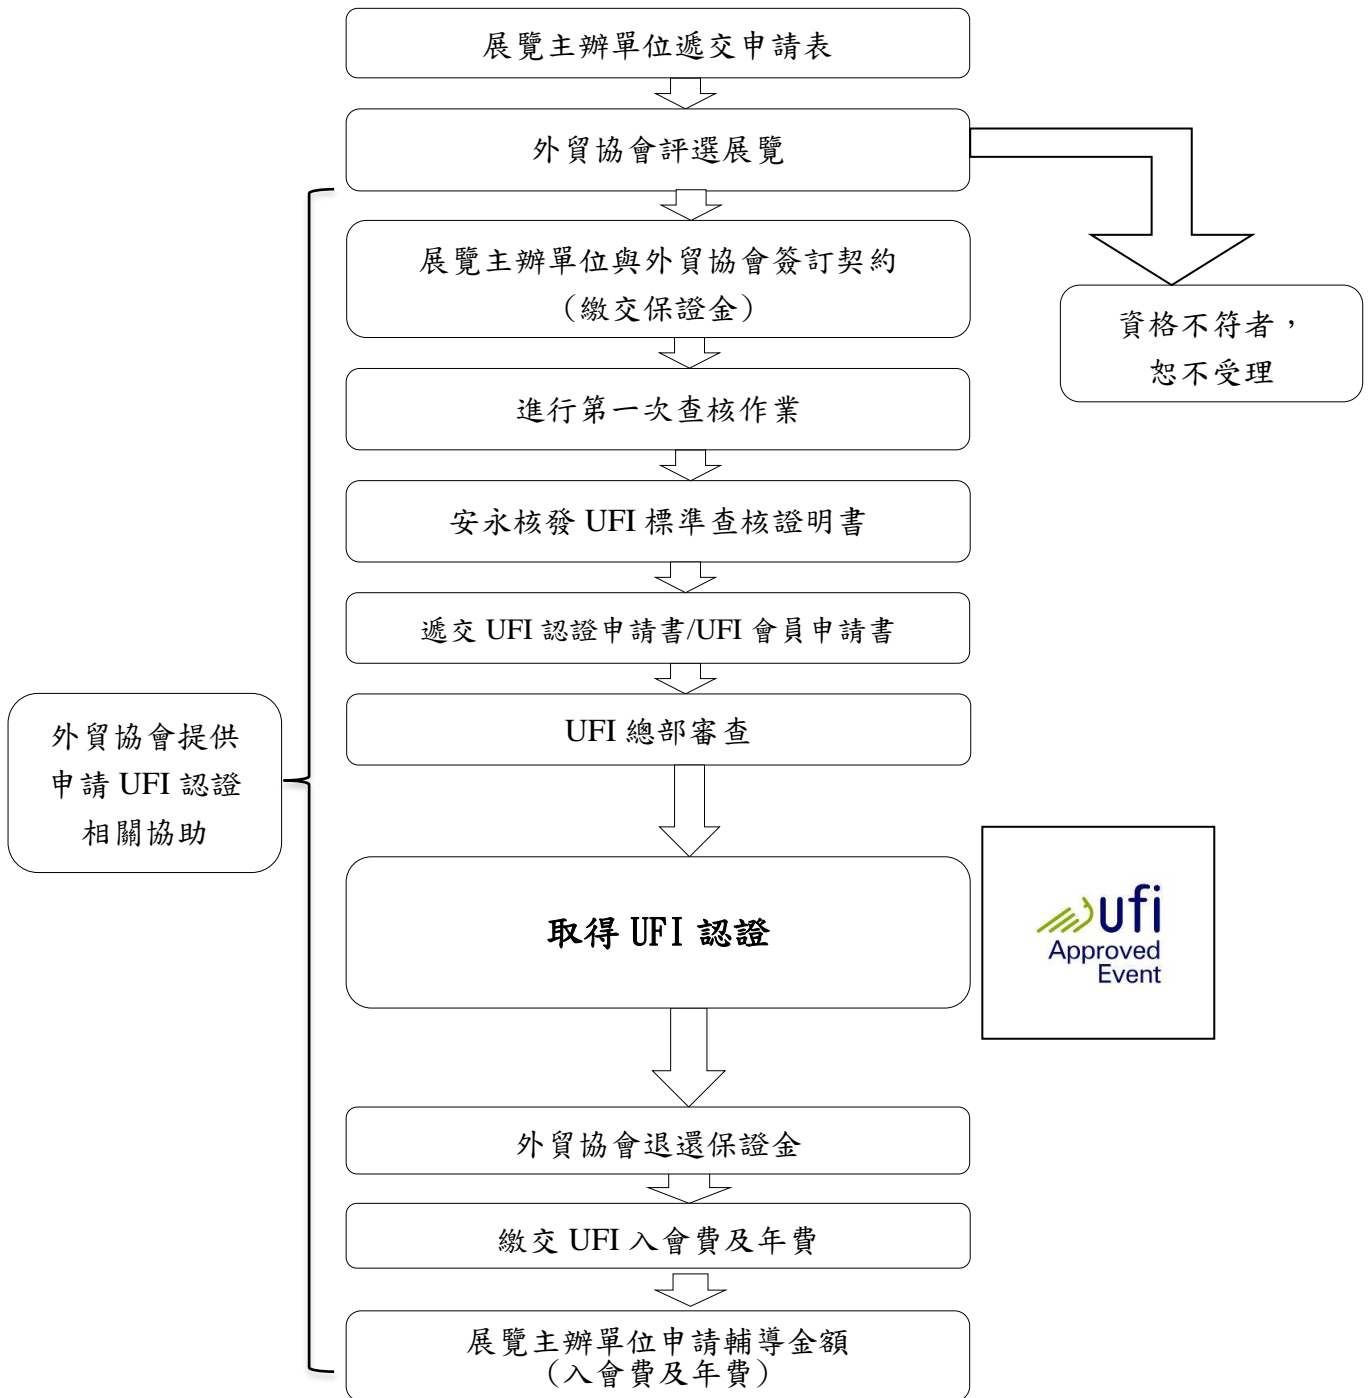 展覽主辦單位遞交申請表
外貿協會評選展覽
展覽主辦單位與外貿協會簽訂契約
（繳交保證金）
資格不符者，
恕不受理
進行第一次查核作業
安永核發 UFI 標準查核證明書
遞交 UFI 認證申請書/UFI 會員申請書
UFI 總部審查
外貿協會提供
申請 UFI 認證
相關協助
取得 UFI 認證
ufi
Approved
Event
外貿協會退還保證金
繳交 UFI 入會費及年費
展覽主辦單位申請輔導金額
（入會費及年費）